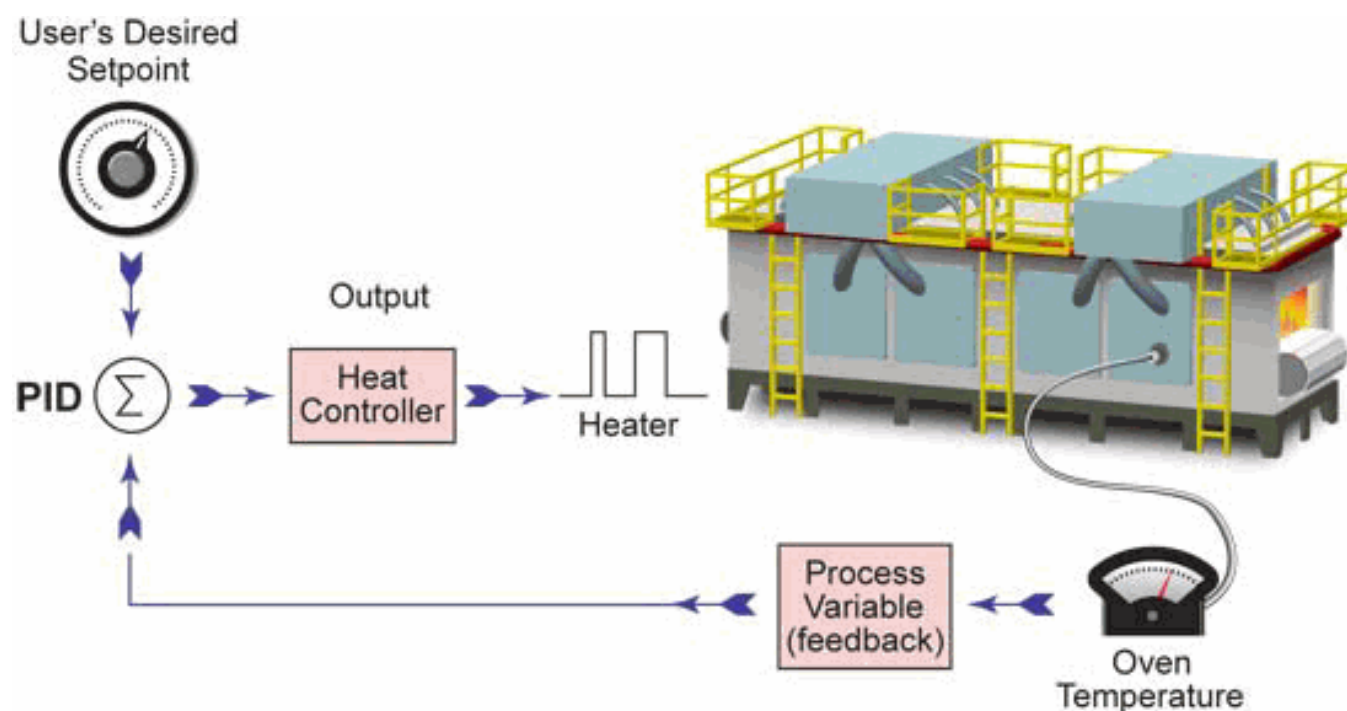 User's Desired
Setpoint
Output
PID
Σ
Heat
Controller
Heater
Process
Variable
(feedback)
Oven
Temperature